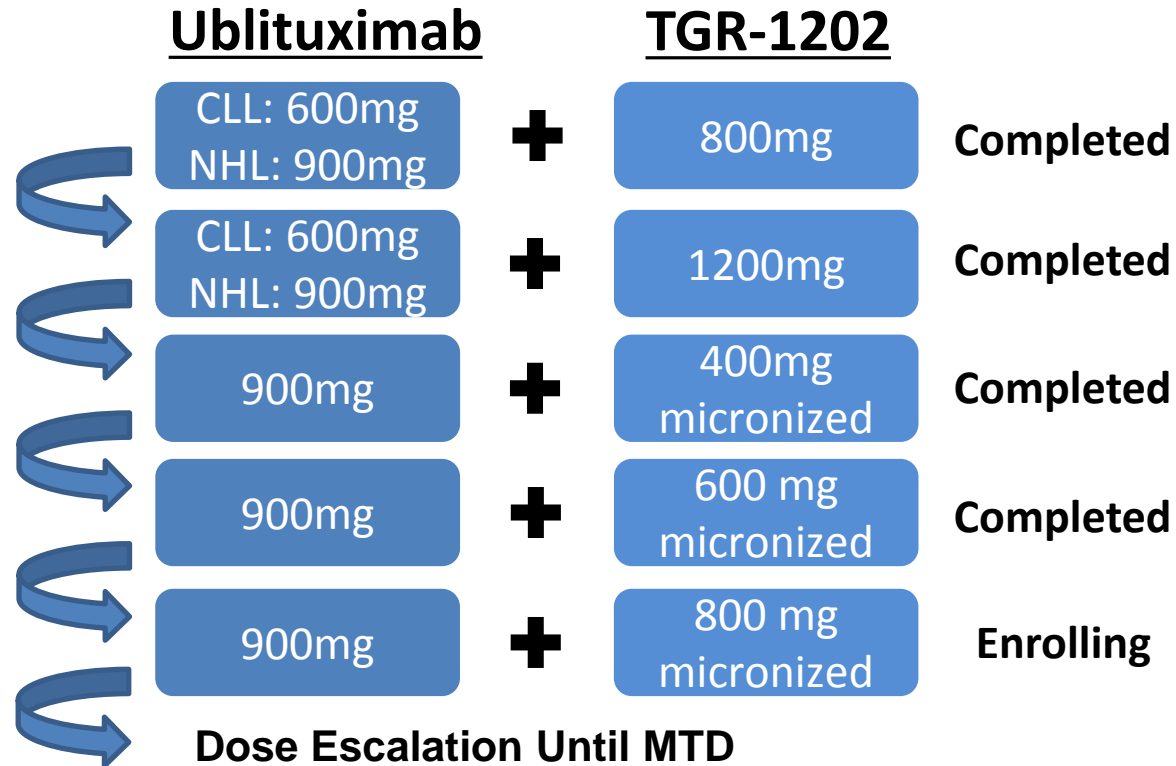 Ublituximab TGR-1202
CLL: 600mg
NHL: 900mg
+
800mg
Completed
CLL: 600mg
NHL: 900mg
+
1200mg
Completed
900mg
+
400mg
micronized
Completed
900mg
+
600 mg
micronized
Completed
900mg
+
800 mg
micronized
Enrolling
Dose Escalation Until MTD